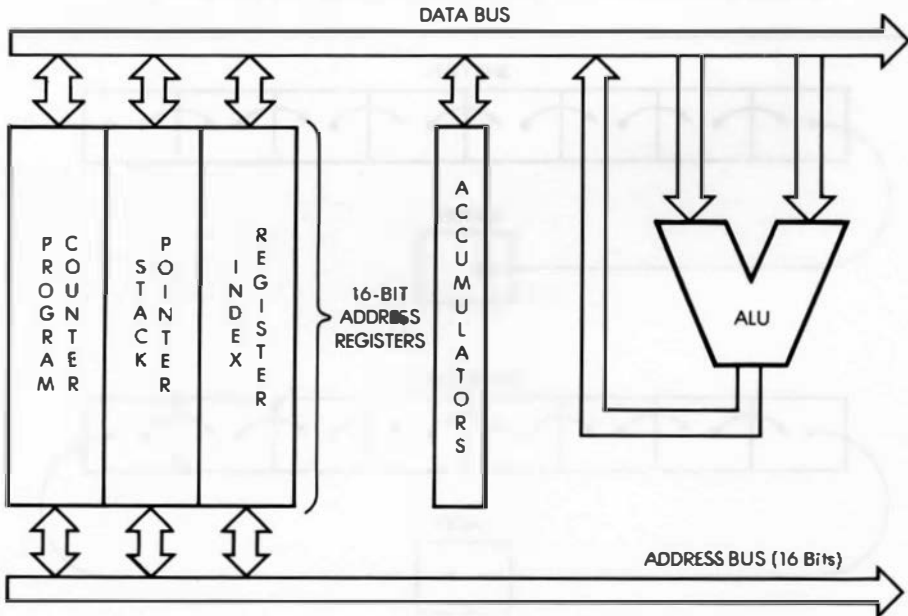 DATA BUS
PROGRAM
COUNTER
STACK
POINTER
INDEX
REGISTER
16-BIT
ADDRESS
REGISTERS
ACCUMULATORS
ALU
ADDRESS BUS (16 Bits)